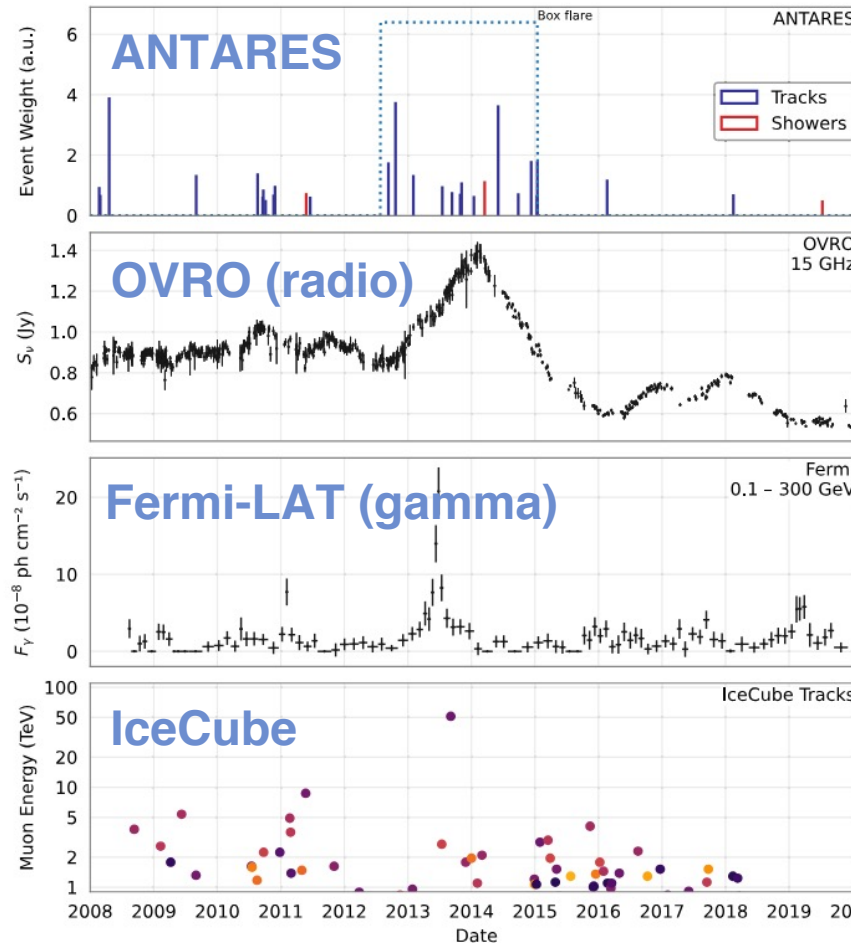 Box flare
ANTARES
ANTARES
6
4
2
0
Event Weight (a.u.)
Tracks
Showers
OVRO
15 GHz
OVRO (radio)
1.4
1.2
1.0
0.8
0.6
Sν (Jy)
Fermi
0.1 – 300 GeV
Fermi-LAT (gamma)
20
10
0
Fγ (10⁻⁸ ph cm⁻² s⁻¹)
IceCube Tracks
IceCube
100
50
20
10
5
2
1
Muon Energy (TeV)
2008 2009 2010 2011 2012 2013 2014 2015 2016 2017 2018 2019 20
Date